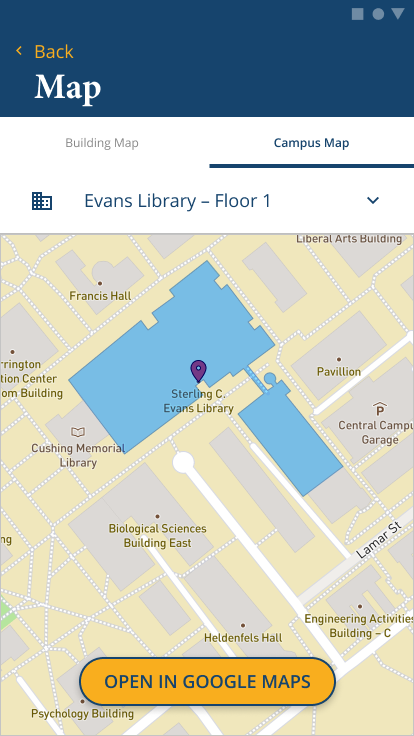 Back
Map
Building Map
Campus Map
Evans Library – Floor 1
Liberal Arts Building
Francis Hall
rrington
tion Center
om Building
Pavillion
Sterling C.
Evans Library
P
Central Campu
Garage
Cushing Memorial
Library
Biological Sciences
Building East
ng
Lamar St
Engineering Activities
Building – C
Heldenfels Hall
OPEN IN GOOGLE MAPS
Psychology Building